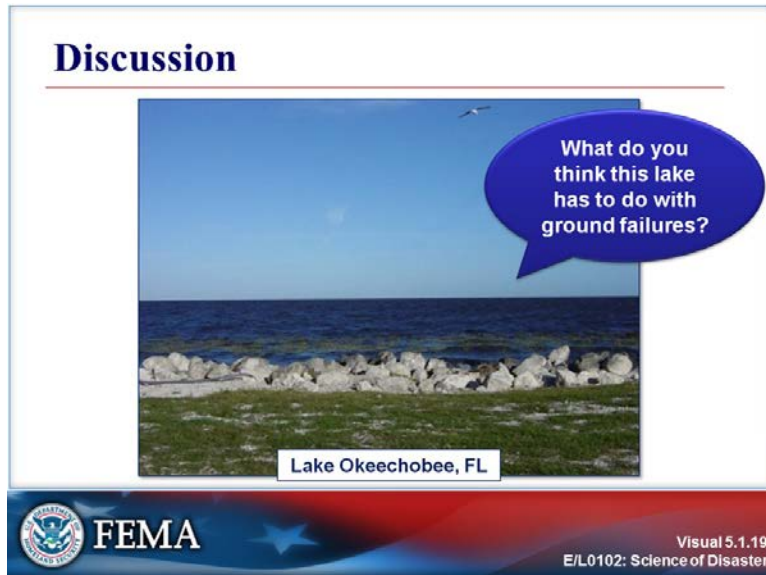 Discussion
What do you
think this lake
has to do with
ground failures?
Lake Okeechobee, FL
FEMA
Visual 5.1.19
E/L0102: Science of Disaster